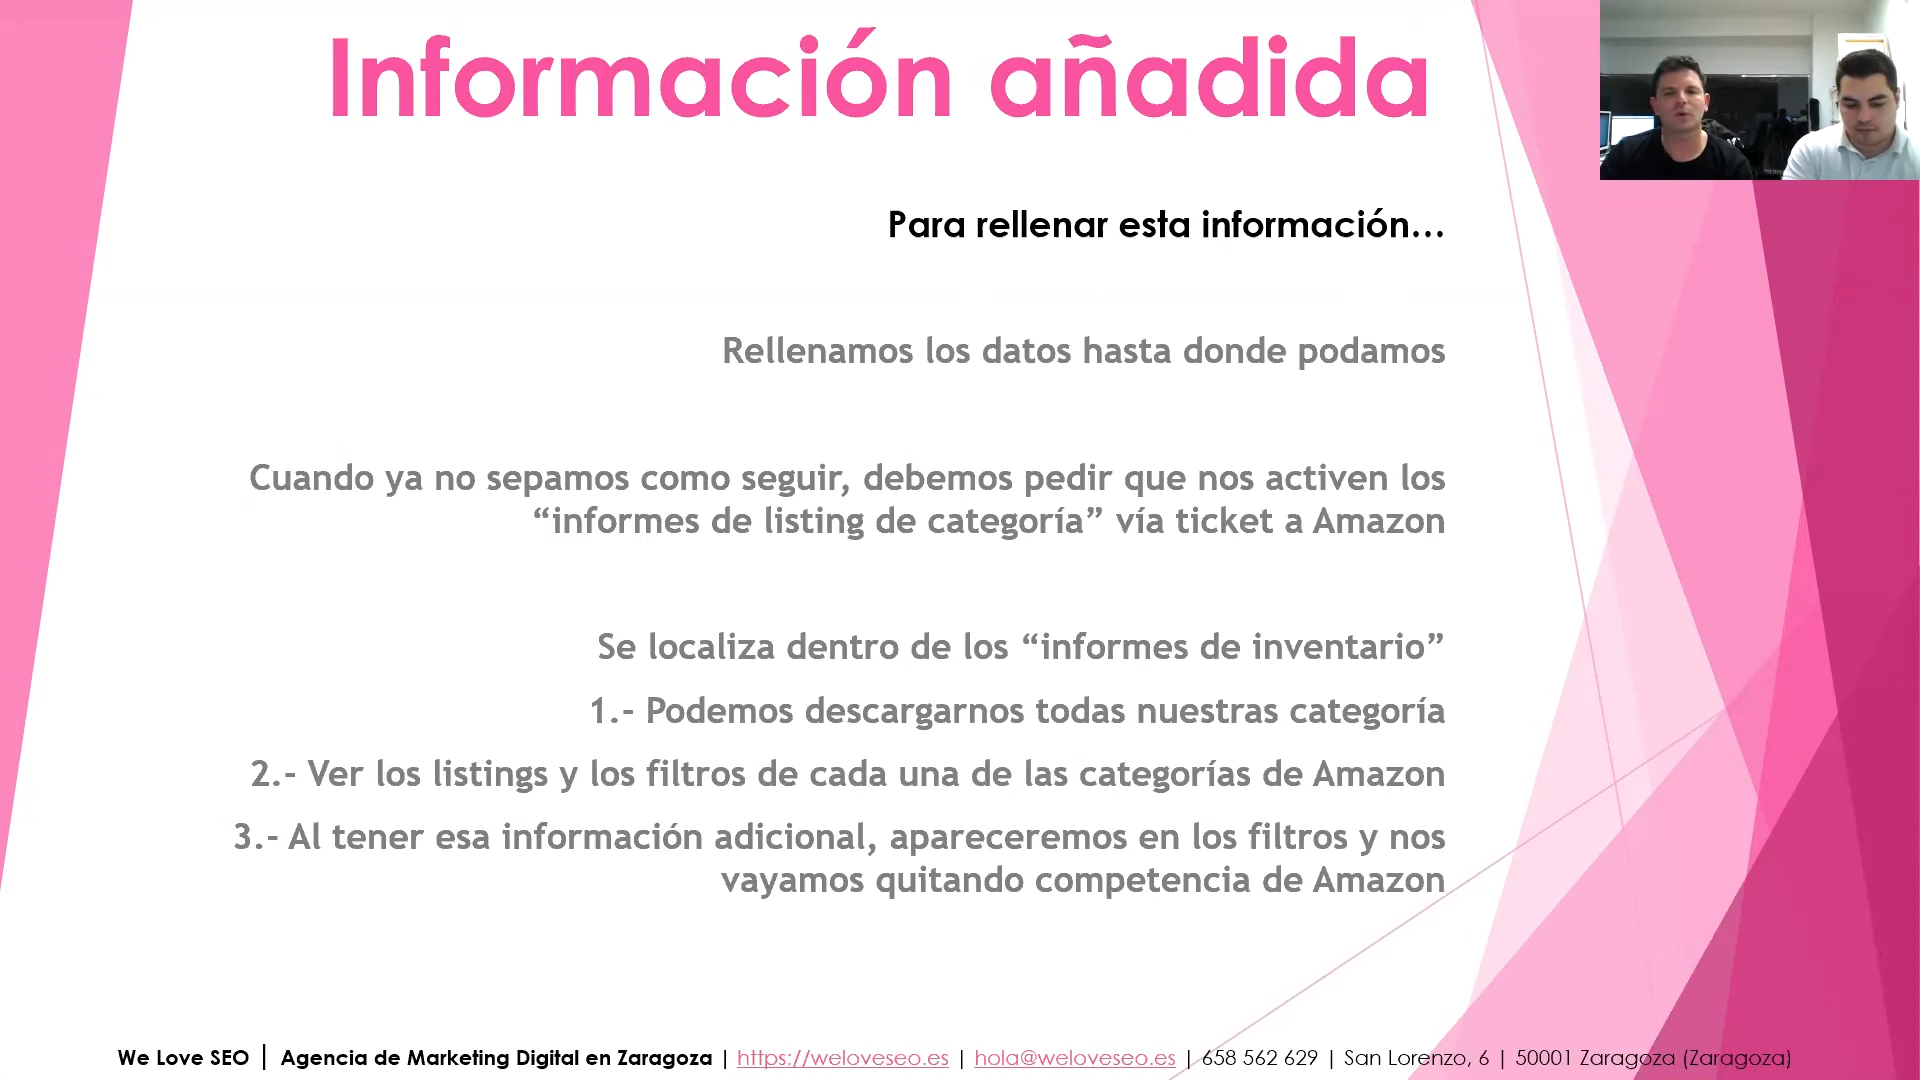 Información añadida
Para rellenar esta información...
Rellenamos los datos hasta donde podamos
Cuando ya no sepamos como seguir, debemos pedir que nos activen los
“informes de listing de categoría” vía ticket a Amazon
Se localiza dentro de los “informes de inventario”
1.- Podemos descargarnos todas nuestras categoría
2.- Ver los listings y los filtros de cada una de las categorías de Amazon
3.- Al tener esa información adicional, apareceremos en los filtros y nos
vayamos quitando competencia de Amazon
We Love SEO | Agencia de Marketing Digital en Zaragoza | https://weloveseo.es | hola@weloveseo.es | 658 562 629 | San Lorenzo, 6 | 50001 Zaragoza (Zaragoza)